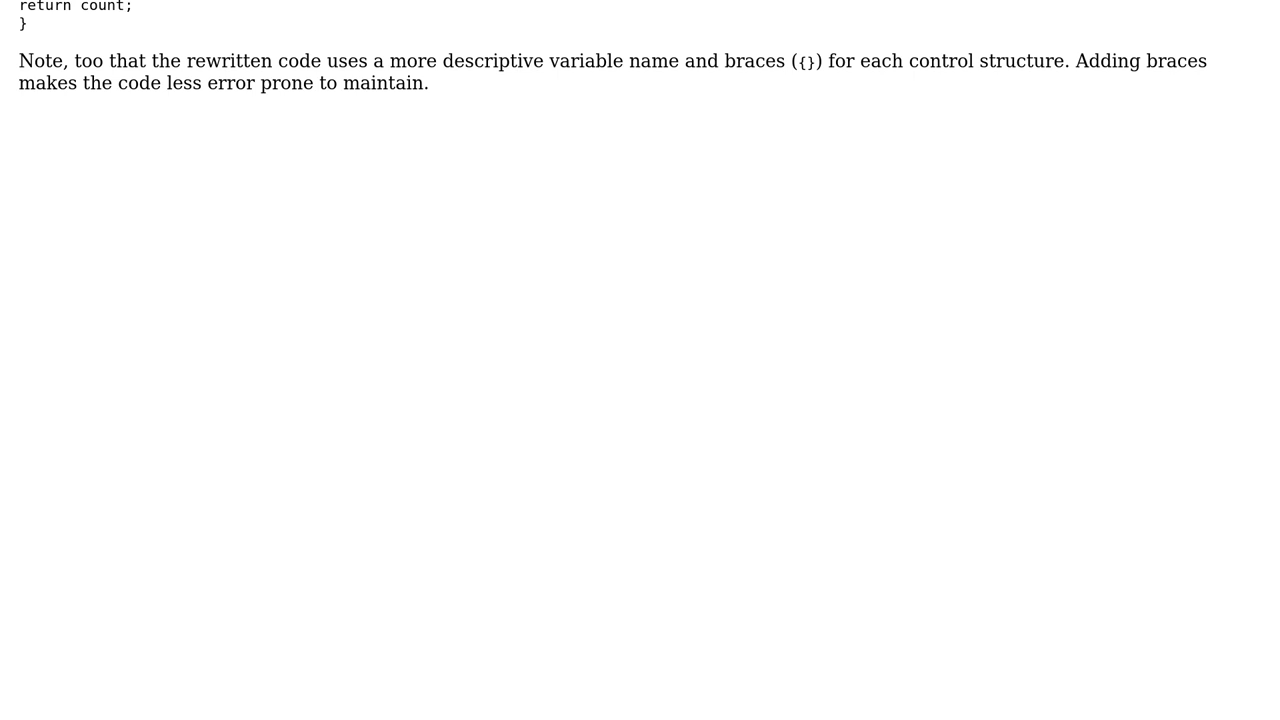 return count;
}
Note, too that the rewritten code uses a more descriptive variable name and braces ({}) for each control structure. Adding braces
makes the code less error prone to maintain.